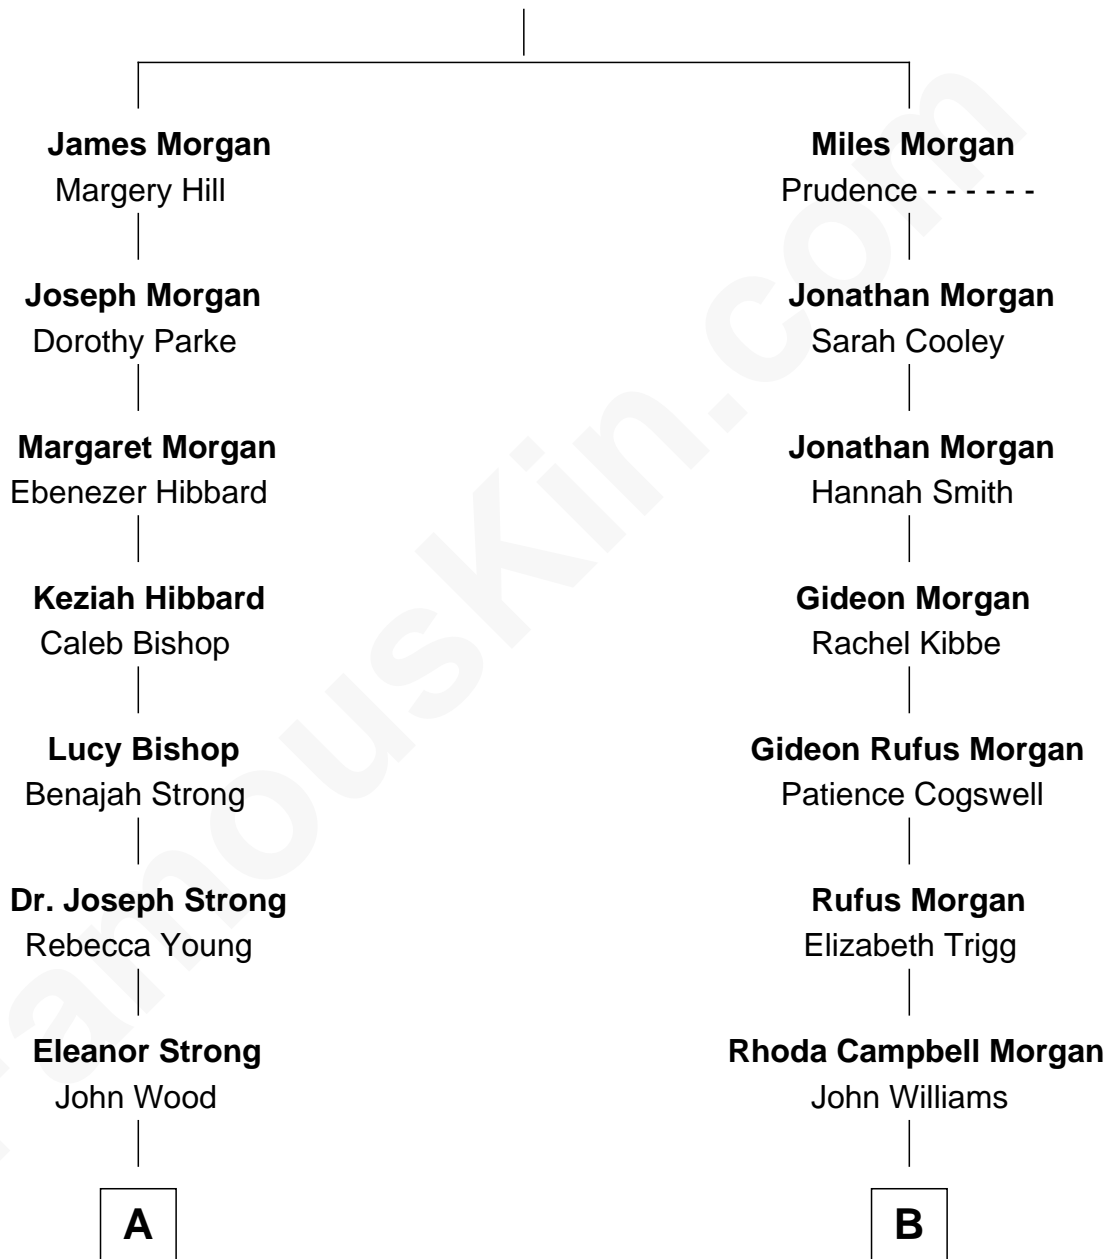 James Morgan
Margery Hill
Joseph Morgan
Dorothy Parke
Margaret Morgan
Ebenezer Hibbard
Keziah Hibbard
Caleb Bishop
Lucy Bishop
Benajah Strong
Dr. Joseph Strong
Rebecca Young
Eleanor Strong
John Wood
A
Miles Morgan
Prudence - - - - - -
Jonathan Morgan
Sarah Cooley
Jonathan Morgan
Hannah Smith
Gideon Morgan
Rachel Kibbe
Gideon Rufus Morgan
Patience Cogswell
Rufus Morgan
Elizabeth Trigg
Rhoda Campbell Morgan
John Williams
B
FamousKin.com